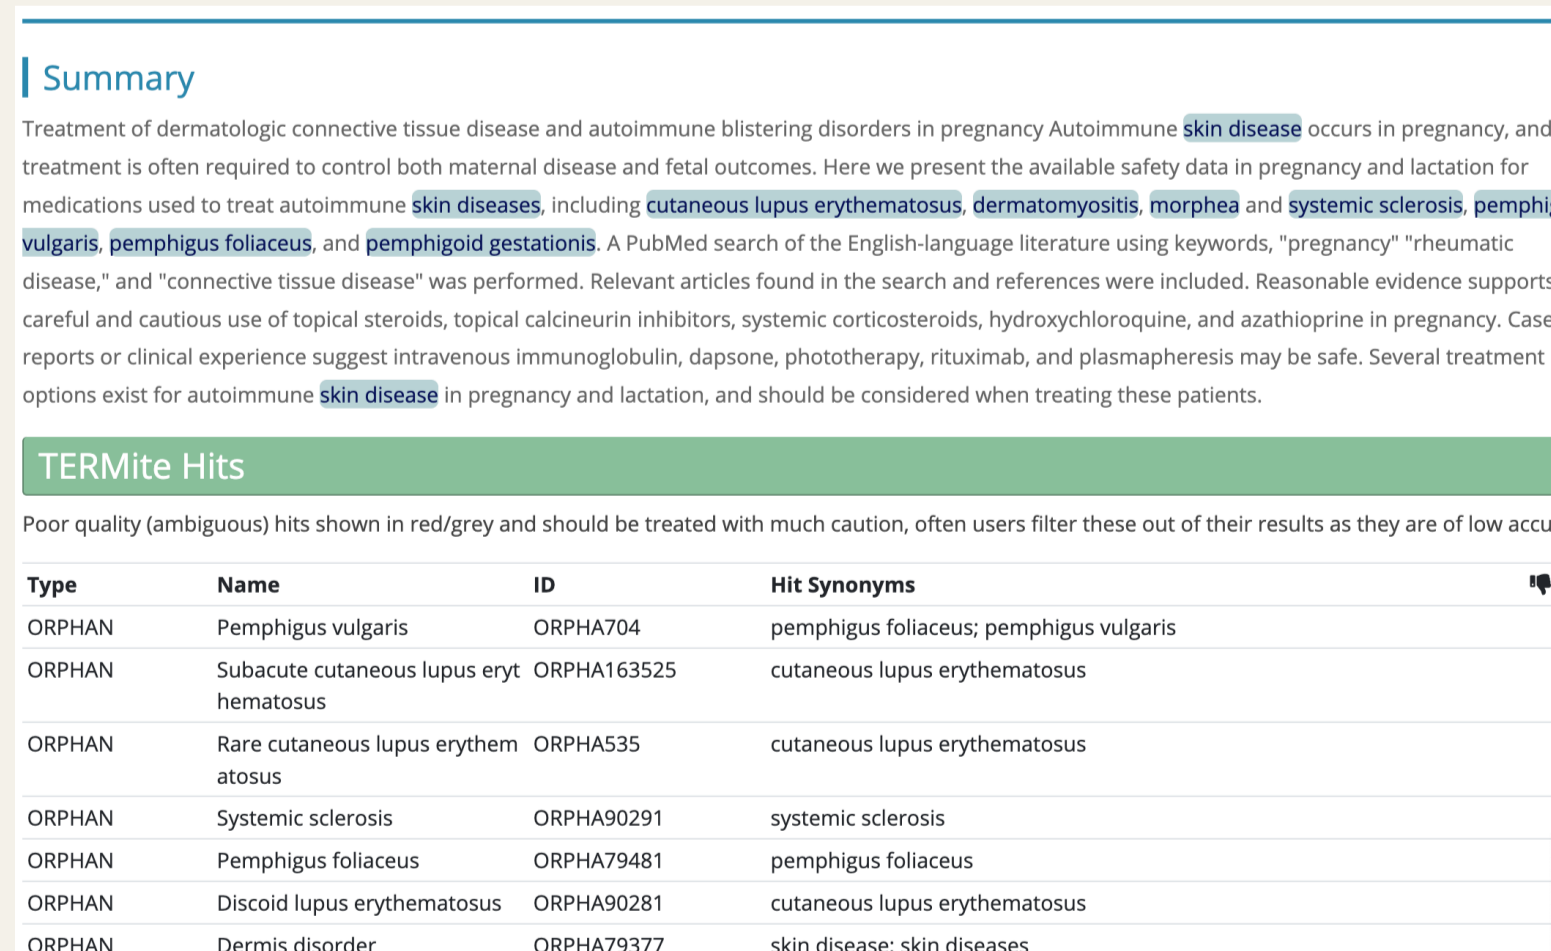 Summary
Treatment of dermatologic connective tissue disease and autoimmune blistering disorders in pregnancy Autoimmune skin disease occurs in pregnancy, and
treatment is often required to control both maternal disease and fetal outcomes. Here we present the available safety data in pregnancy and lactation for
medications used to treat autoimmune skin diseases, including cutaneous lupus erythematosus, dermatomyositis, morphea and systemic sclerosis, pemphig
vulgaris, pemphigus foliaceus, and pemphigoid gestationis. A PubMed search of the English-language literature using keywords, "pregnancy" "rheumatic
disease," and "connective tissue disease" was performed. Relevant articles found in the search and references were included. Reasonable evidence supports
careful and cautious use of topical steroids, topical calcineurin inhibitors, systemic corticosteroids, hydroxychloroquine, and azathioprine in pregnancy. Case
reports or clinical experience suggest intravenous immunoglobulin, dapsone, phototherapy, rituximab, and plasmapheresis may be safe. Several treatment
options exist for autoimmune skin disease in pregnancy and lactation, and should be considered when treating these patients.
TERMite Hits
Poor quality (ambiguous) hits shown in red/grey and should be treated with much caution, often users filter these out of their results as they are of low accu
Type Name ID Hit Synonyms
ORPHAN Pemphigus vulgaris ORPHA704 pemphigus foliaceus; pemphigus vulgaris
ORPHAN Subacute cutaneous lupus eryt ORPHA163525 cutaneous lupus erythematosus
hematosus
ORPHAN Rare cutaneous lupus erythem ORPHA535 cutaneous lupus erythematosus
atosus
ORPHAN Systemic sclerosis ORPHA90291 systemic sclerosis
ORPHAN Pemphigus foliaceus ORPHA79481 pemphigus foliaceus
ORPHAN Discoid lupus erythematosus ORPHA90281 cutaneous lupus erythematosus
ORPHAN Dermis disorder ORPHA79377 skin disease; skin diseases